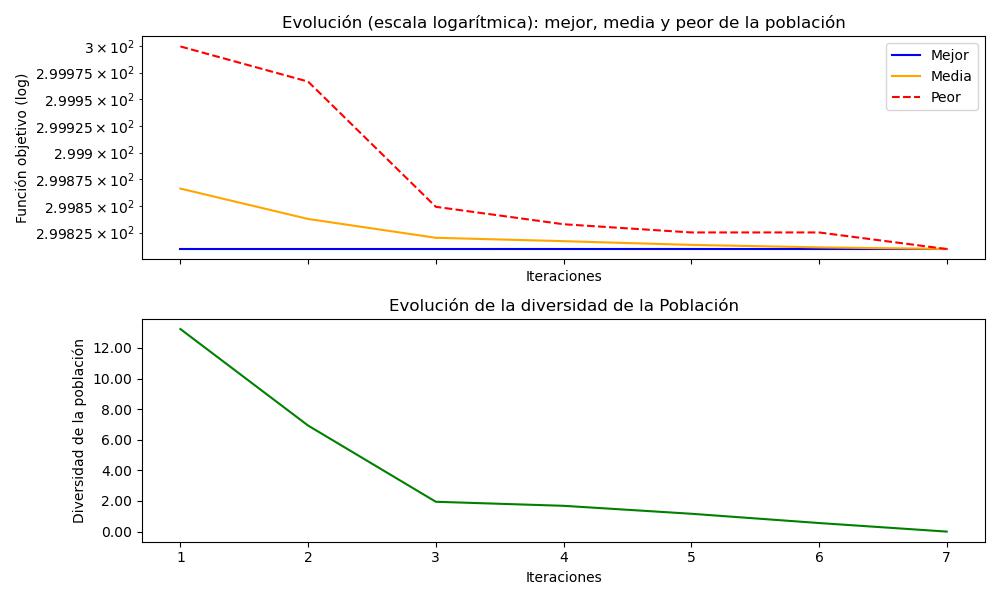 Evolución (escala logarítmica): mejor, media y peor de la población
Función objetivo (log)
3 × 10²
2.99975 × 10²
2.9995 × 10²
2.99925 × 10²
2.999 × 10²
2.99875 × 10²
2.9985 × 10²
2.99825 × 10²
Mejor
Media
Peor
Iteraciones
Evolución de la diversidad de la Población
Diversidad de la población
12.00
10.00
8.00
6.00
4.00
2.00
0.00
1 2 3 4 5 6 7
Iteraciones